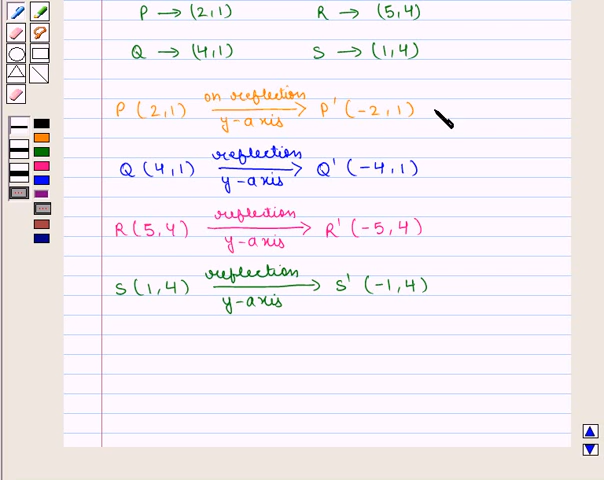 P → (2,1) R → (5,4)
Q → (4,1) S → (1,4)
P (2,1) on reflection y-axis → P' (-2,1)
Q (4,1) reflection y-axis → Q' (-4,1)
R (5,4) reflection y-axis → R' (-5,4)
S (1,4) reflection y-axis → S' (-1,4)